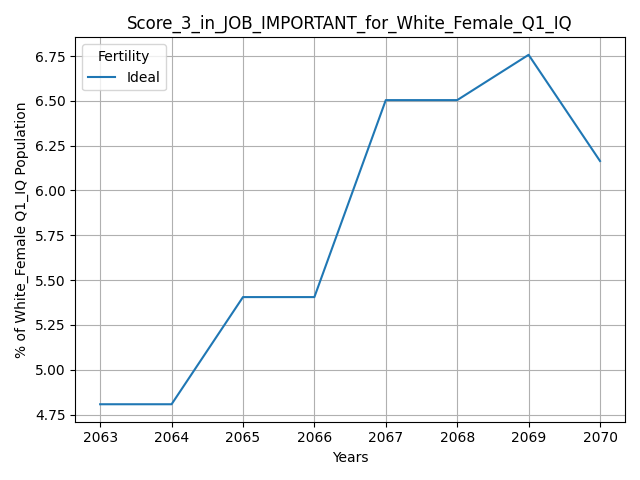 Score_3_in_JOB_IMPORTANT_for_White_Female_Q1_IQ
Fertility
Ideal
% of White_Female Q1_IQ Population
6.75
6.50
6.25
6.00
5.75
5.50
5.25
5.00
4.75
2063 2064 2065 2066 2067 2068 2069 2070
Years